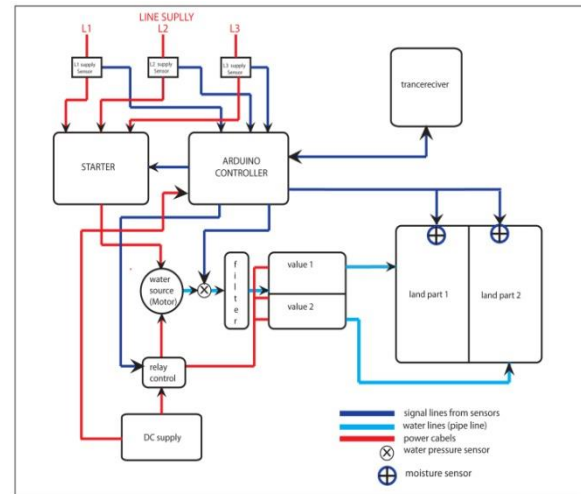 LINE SUPLLY
L1
L2
L3
L1 supply
Sensor
L2 supply
Sensor
L3 supply
Sensor
trancereciver
STARTER
ARDUINO
CONTROLLER
water
source
(Motor)
filter
value 1
value 2
land part 1
land part 2
relay
control
DC supply
signal lines from sensors
water lines (pipe line)
power cabels
water pressure sensor
moisture sensor